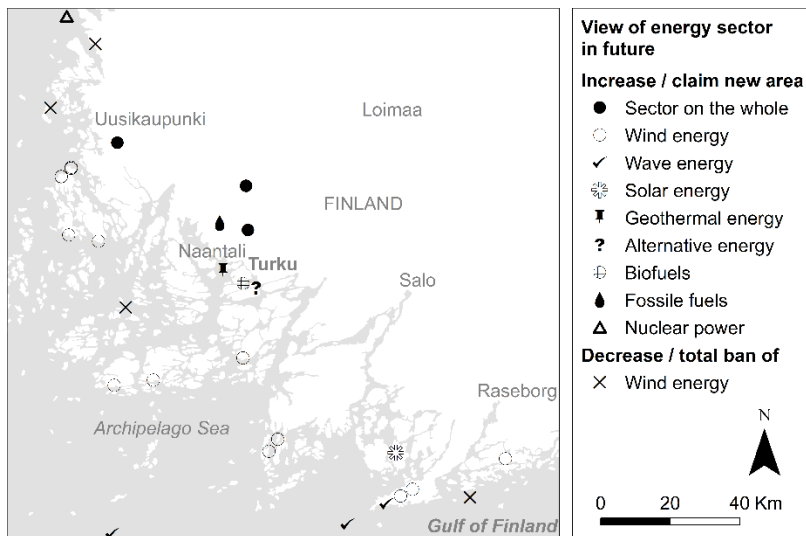 Uusikaupunki
Loimaa
FINLAND
Naantali
Turku
?
Salo
Raseborg
Archipelago Sea
Gulf of Finland
View of energy sector
in future
Increase / claim new area
Sector on the whole
Wind energy
Wave energy
Solar energy
Geothermal energy
? Alternative energy
Biofuels
Fossile fuels
Nuclear power
Decrease / total ban of
Wind energy
N
0 20 40 Km